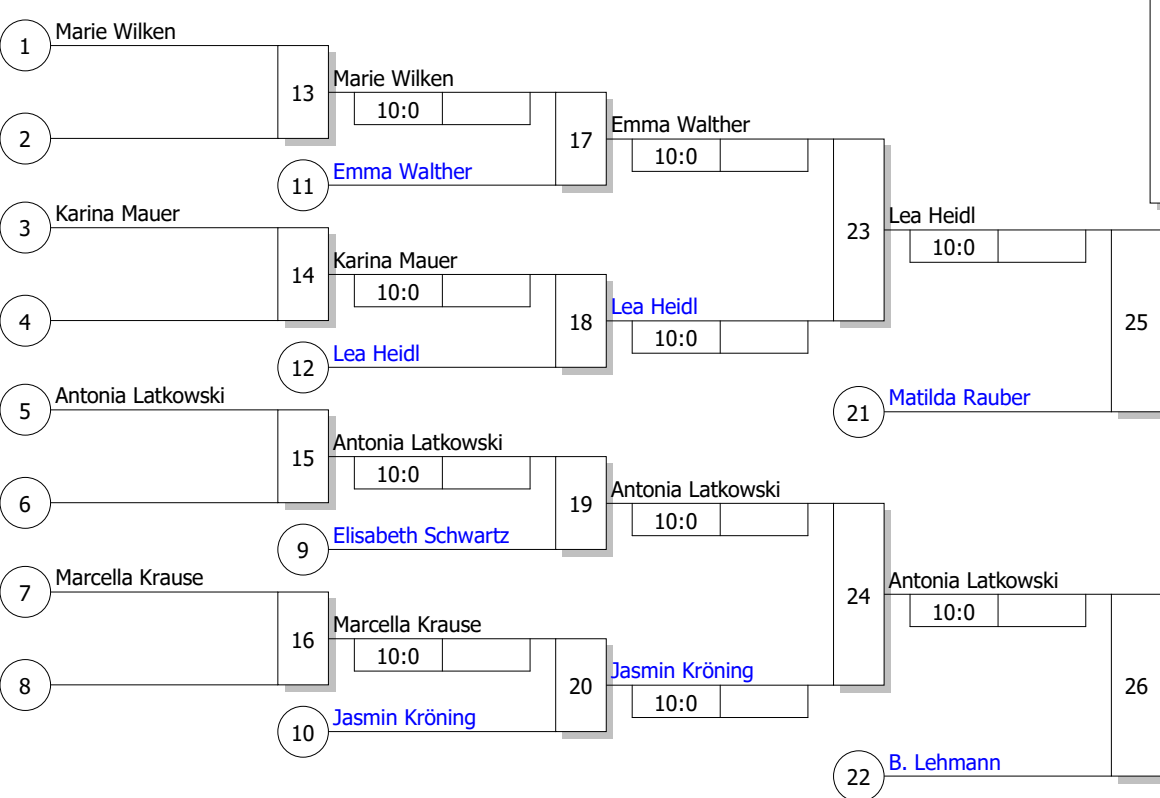 Marie Wilken
1
Marie Wilken
13
10:0
Emma Walther
2
17
10:0
Emma Walther
11
Karina Mauer
3
Lea Heidl
23
10:0
Karina Mauer
14
10:0
Lea Heidl
4
18
25
10:0
Lea Heidl
12
Antonia Latkowski
5
Matilda Rauber
21
Antonia Latkowski
15
10:0
Antonia Latkowski
6
19
10:0
Elisabeth Schwartz
9
Marcella Krause
7
Antonia Latkowski
24
10:0
Marcella Krause
16
10:0
Jasmin Kröning
8
20
26
10:0
Jasmin Kröning
10
B. Lehmann
22